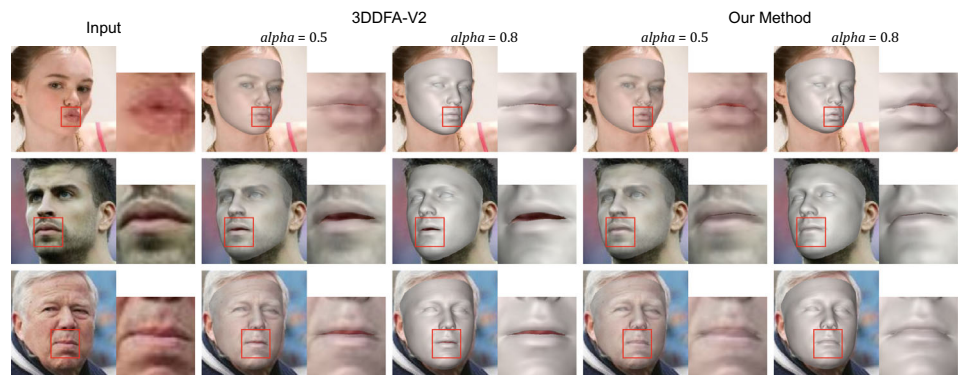 Input
3DDFA-V2
Our Method
alpha = 0.5
alpha = 0.8
alpha = 0.5
alpha = 0.8